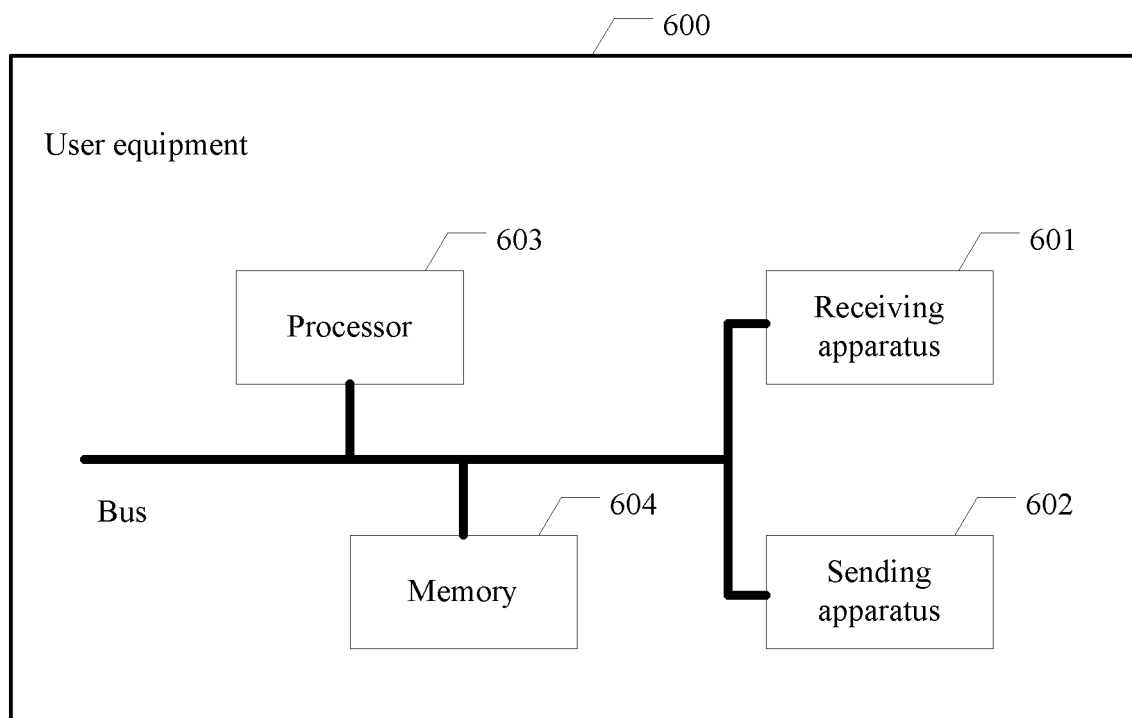 600
User equipment
603
601
Processor
Receiving
apparatus
Bus
604
602
Memory
Sending
apparatus